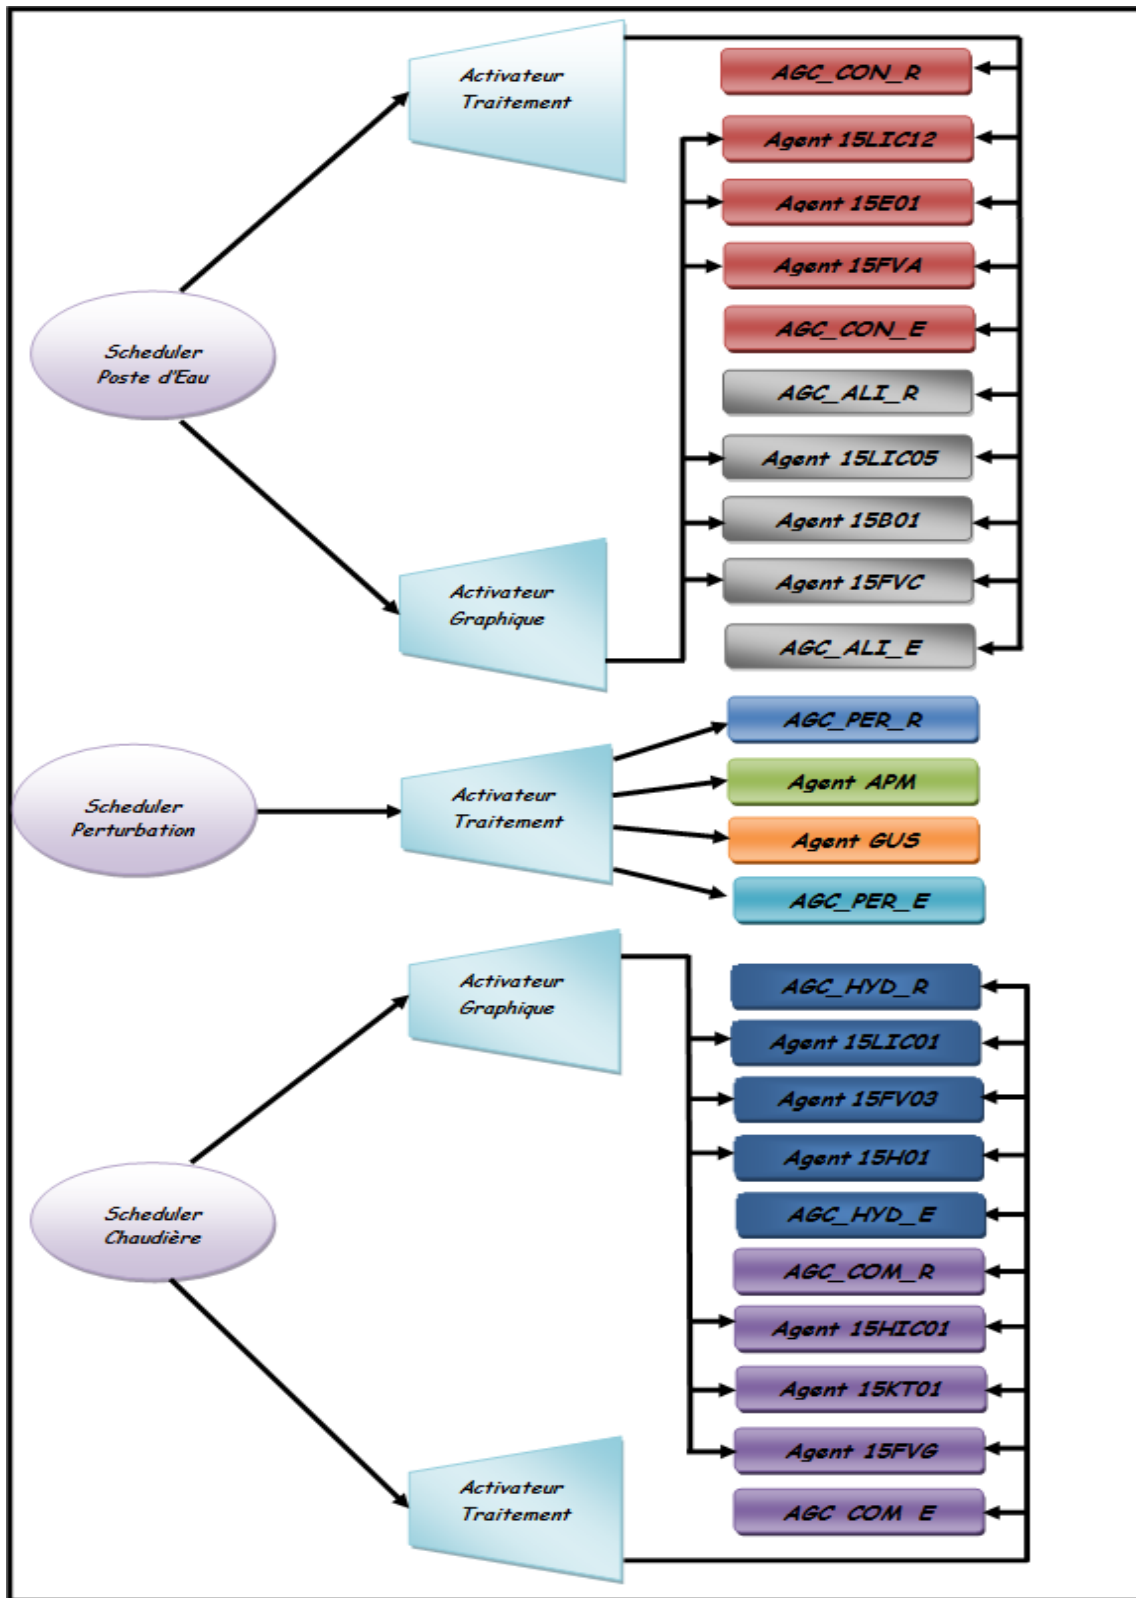 Activateur
Traitement
AGC_CON_R
Agent 15LIC12
Agent 15E01
Agent 15FVA
AGC_CON_E
Scheduler
Poste d'Eau
AGC_ALI_R
Agent 15LIC05
Agent 15B01
Agent 15FVC
AGC_ALI_E
Activateur
Graphique
Scheduler
Perturbation
Activateur
Traitement
AGC_PER_R
Agent APM
Agent GUS
AGC_PER_E
Activateur
Graphique
AGC_HYD_R
Agent 15LIC01
Agent 15FV03
Agent 15H01
AGC_HYD_E
Scheduler
Chaudière
AGC_COM_R
Agent 15HIC01
Agent 15KT01
Agent 15FVG
AGC COM E
Activateur
Traitement